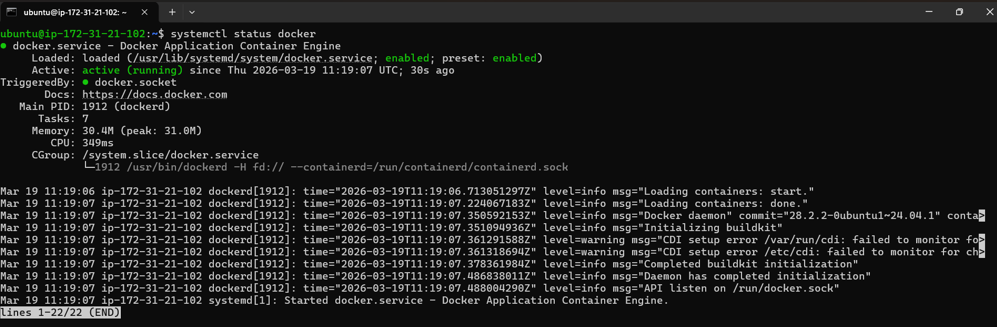 ubuntu@ip-172-31-21-102: ~
ubuntu@ip-172-31-21-102:~$ systemctl status docker
● docker.service - Docker Application Container Engine
     Loaded: loaded (/usr/lib/systemd/system/docker.service; enabled; preset: enabled)
     Active: active (running) since Thu 2026-03-19 11:19:07 UTC; 30s ago
TriggeredBy: ● docker.socket
       Docs: https://docs.docker.com
   Main PID: 1912 (dockerd)
      Tasks: 7
     Memory: 30.4M (peak: 31.0M)
        CPU: 349ms
     CGroup: /system.slice/docker.service
             └─1912 /usr/bin/dockerd -H fd:// --containerd=/run/containerd/containerd.sock
Mar 19 11:19:06 ip-172-31-21-102 dockerd[1912]: time="2026-03-19T11:19:06.713051297Z" level=info msg="Loading containers: start."
Mar 19 11:19:07 ip-172-31-21-102 dockerd[1912]: time="2026-03-19T11:19:07.224067183Z" level=info msg="Loading containers: done."
Mar 19 11:19:07 ip-172-31-21-102 dockerd[1912]: time="2026-03-19T11:19:07.350592153Z" level=info msg="Docker daemon" commit="28.2.2-0ubuntu1~24.04.1" conta>
Mar 19 11:19:07 ip-172-31-21-102 dockerd[1912]: time="2026-03-19T11:19:07.351094936Z" level=info msg="Initializing buildkit"
Mar 19 11:19:07 ip-172-31-21-102 dockerd[1912]: time="2026-03-19T11:19:07.361291588Z" level=warning msg="CDI setup error /var/run/cdi: failed to monitor fo>
Mar 19 11:19:07 ip-172-31-21-102 dockerd[1912]: time="2026-03-19T11:19:07.361318694Z" level=warning msg="CDI setup error /etc/cdi: failed to monitor for ch>
Mar 19 11:19:07 ip-172-31-21-102 dockerd[1912]: time="2026-03-19T11:19:07.378361984Z" level=info msg="Completed buildkit initialization"
Mar 19 11:19:07 ip-172-31-21-102 dockerd[1912]: time="2026-03-19T11:19:07.486838011Z" level=info msg="Daemon has completed initialization"
Mar 19 11:19:07 ip-172-31-21-102 dockerd[1912]: time="2026-03-19T11:19:07.488004290Z" level=info msg="API listen on /run/docker.sock"
Mar 19 11:19:07 ip-172-31-21-102 systemd[1]: Started docker.service - Docker Application Container Engine.
lines 1-22/22 (END)